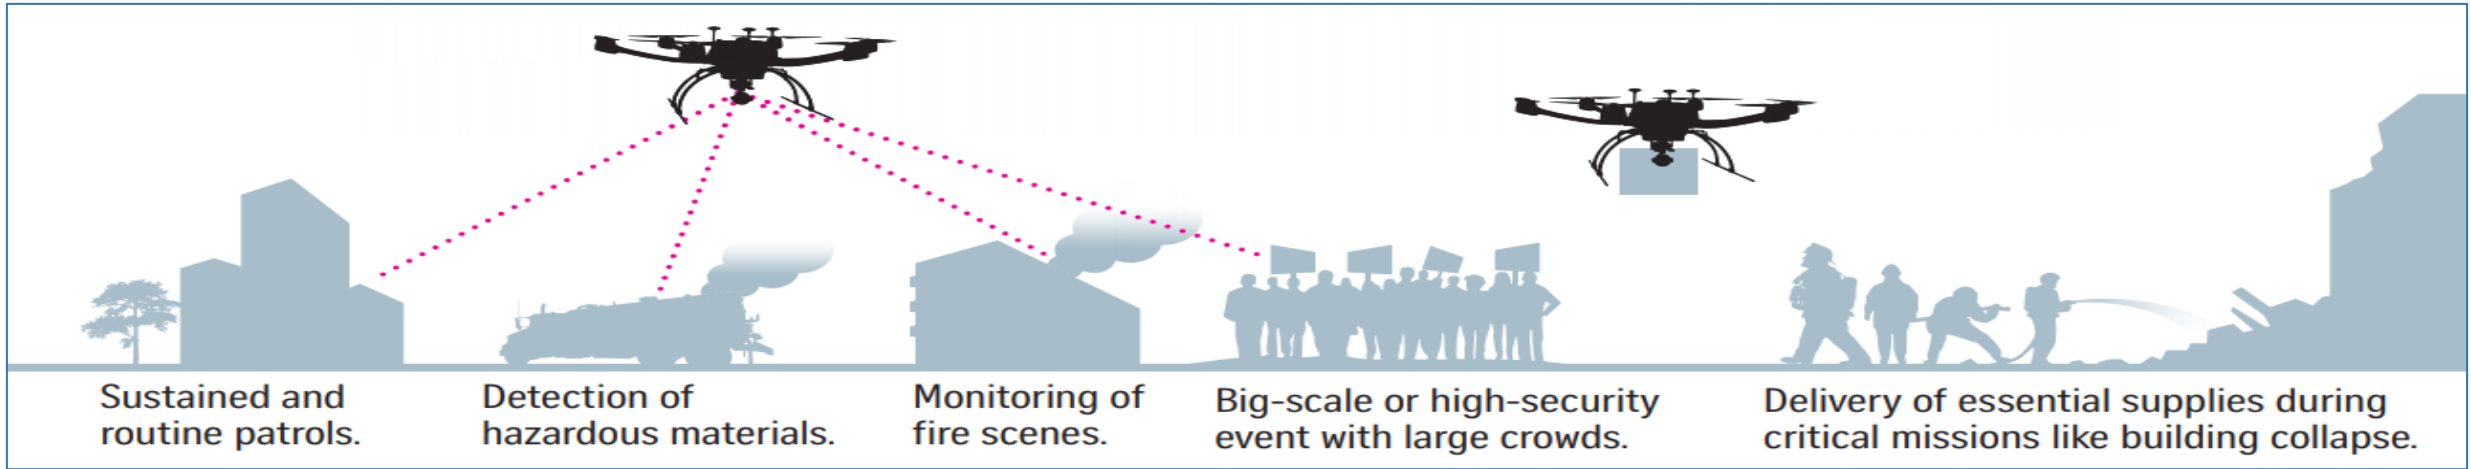 Sustained and
routine patrols.
Detection of
hazardous materials.
Monitoring of
fire scenes.
Big-scale or high-security
event with large crowds.
Delivery of essential supplies during
critical missions like building collapse.